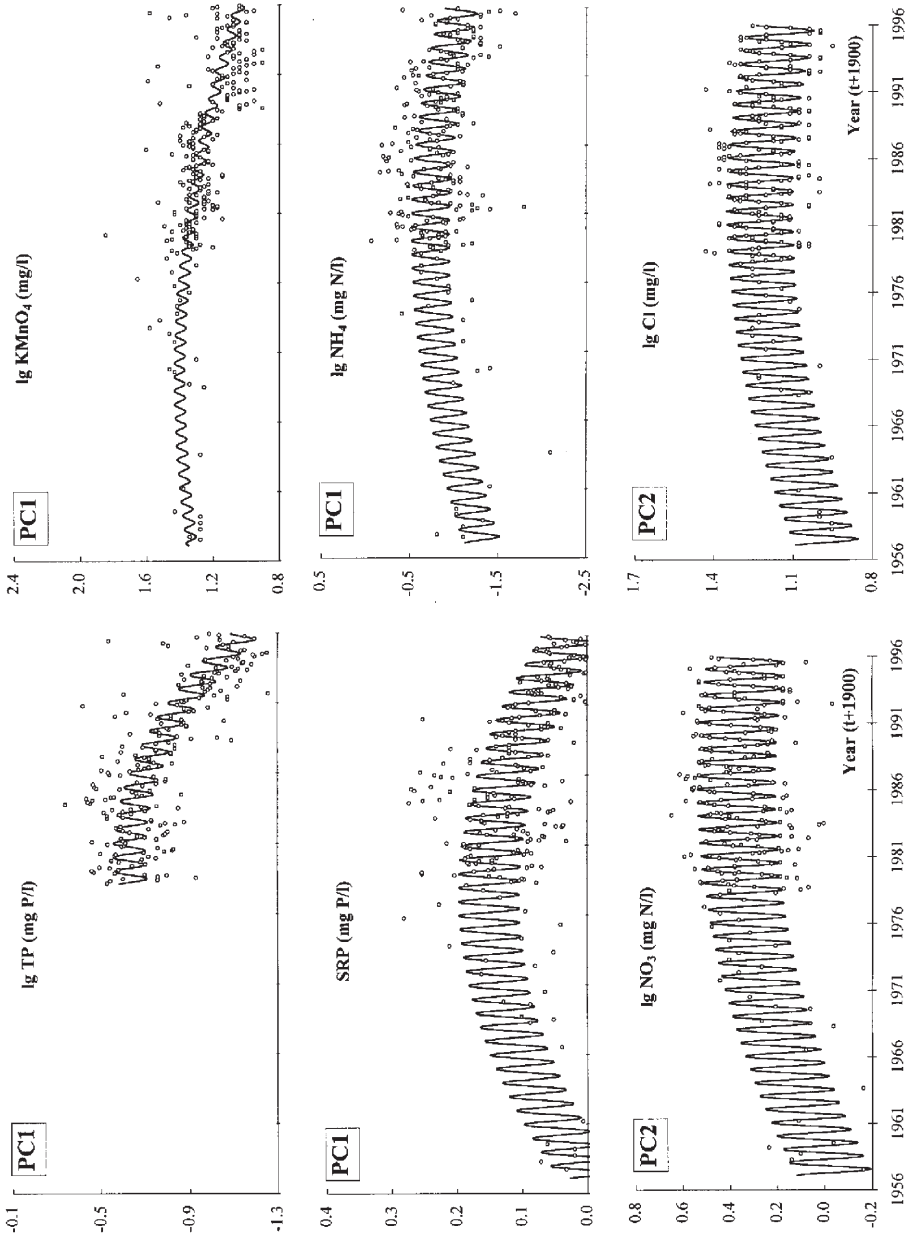 PC1
lg TP (mg P/l)
-0.1
-0.5
-0.9
-1.3
PC1
SRP (mg P/l)
0.4
0.3
0.2
0.1
0.0
PC2
lg NO₃ (mg N/l)
0.8
0.6
0.4
0.2
0.0
-0.2
1956 1961 1966 1971 1976 1981 1986 1991 1996
Year (t+1900)
PC1
lg KMnO₄ (mg/l)
2.4
2.0
1.6
1.2
0.8
PC1
lg NH₄ (mg N/l)
0.5
-0.5
-1.5
-2.5
PC2
lg Cl (mg/l)
1.7
1.4
1.1
0.8
1956 1961 1966 1971 1976 1981 1986 1991 1996
Year (t+1900)